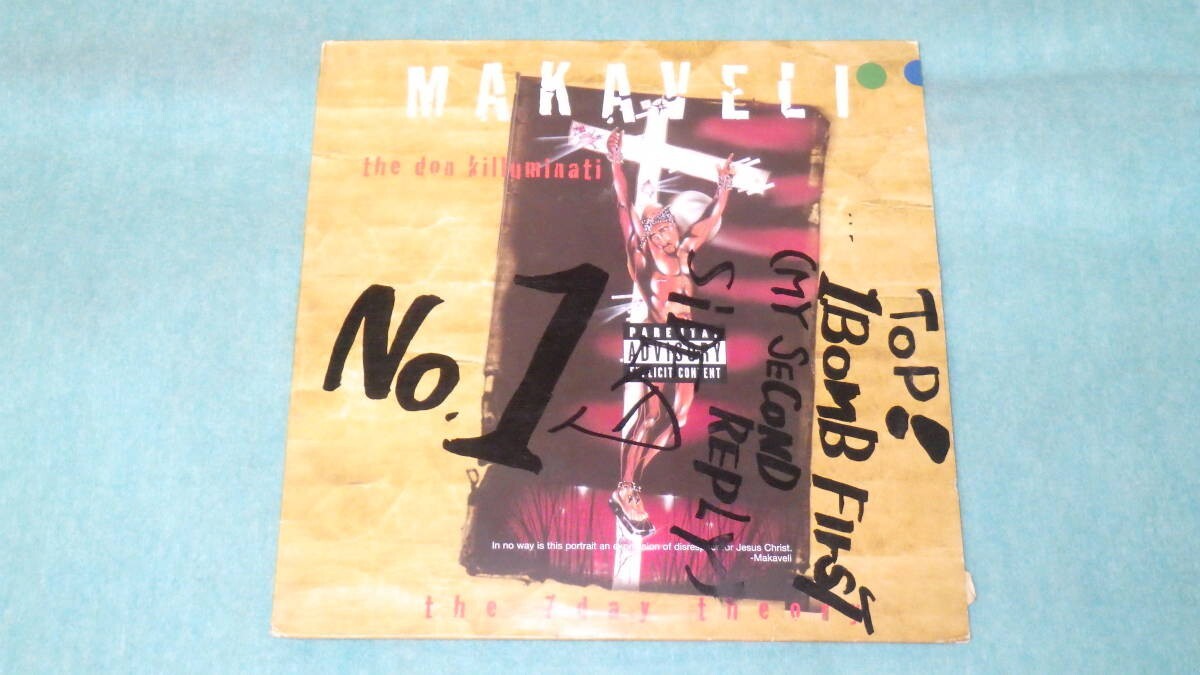 MAKAVELI
the don killuminati
No. 1
PARENTAL
ADVISORY
EXPLICIT CONTENT
In no way is this portrait an expression of disrespect for Jesus Christ.
-Makaveli
the 7 day theory
TOP!
1 BOMB FIRST
(MY SECOND
REPLY)